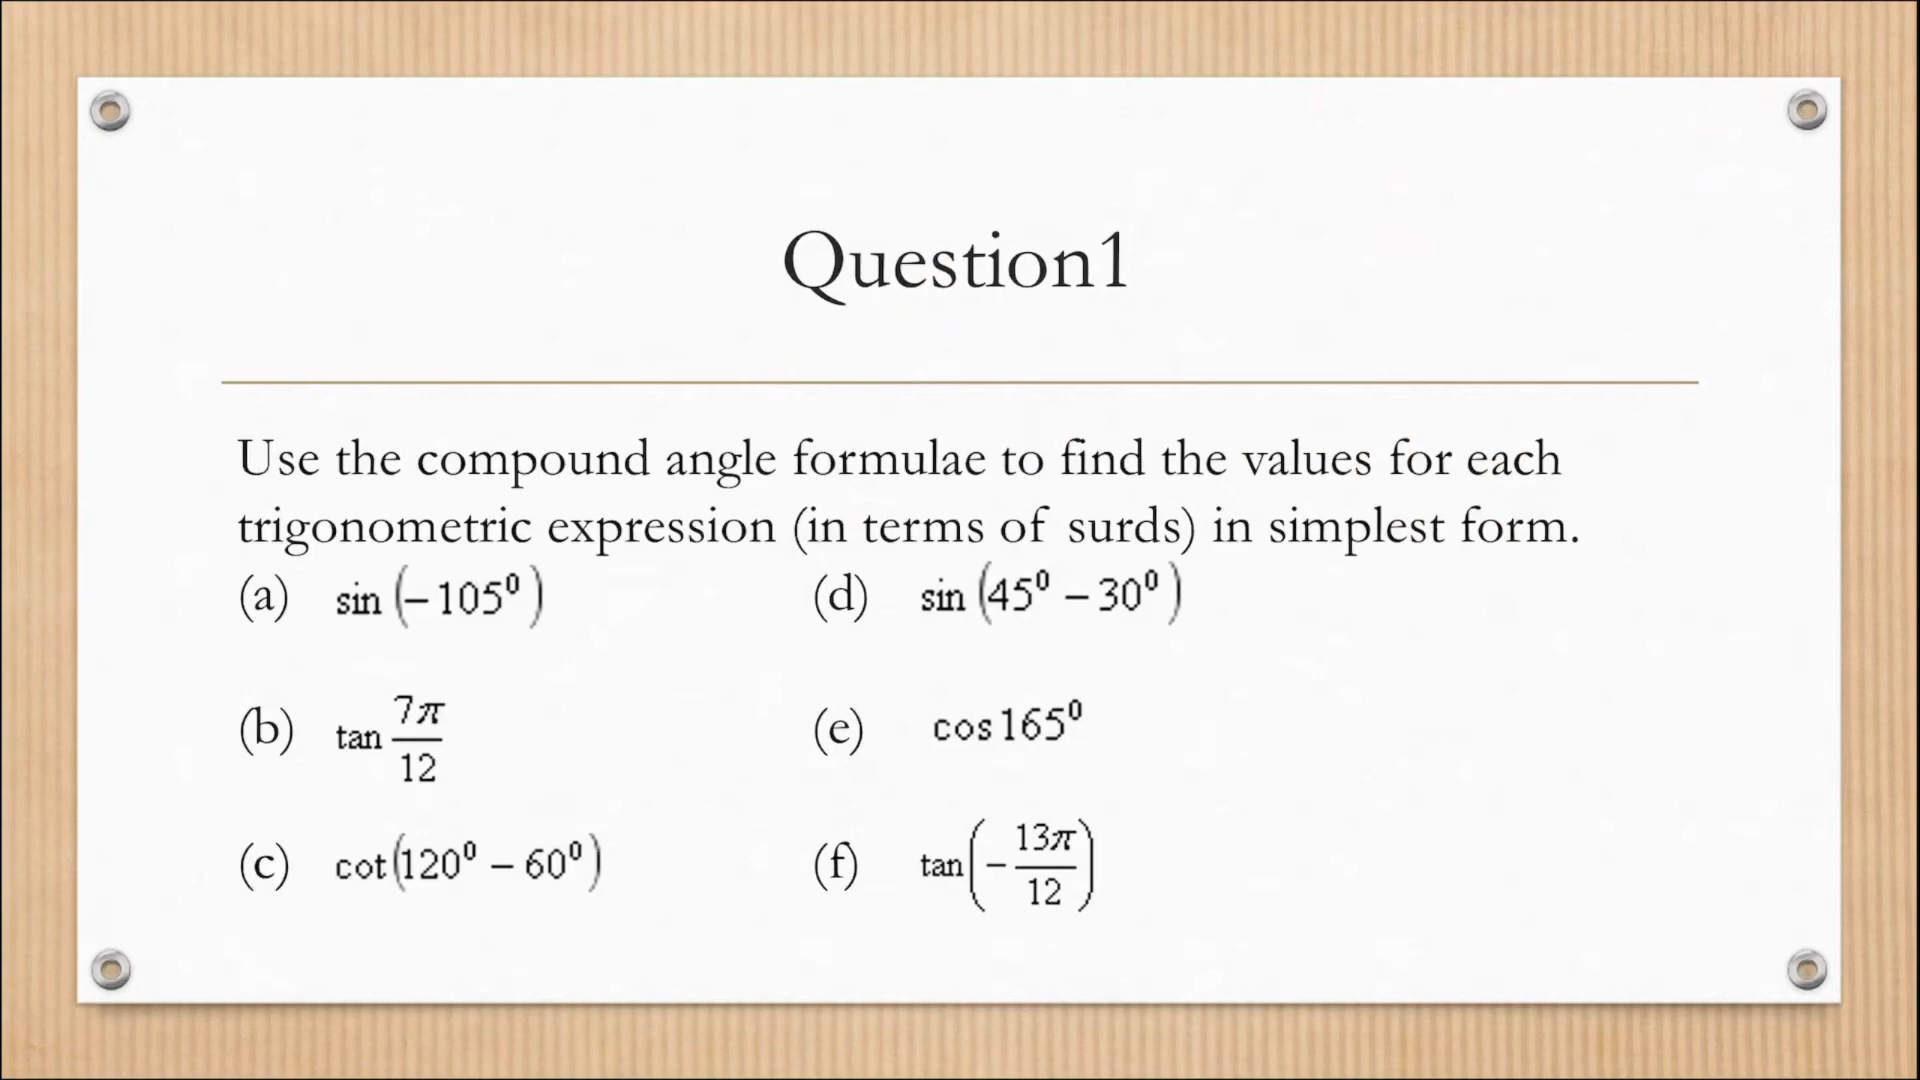 Question1
Use the compound angle formulae to find the values for each
trigonometric expression (in terms of surds) in simplest form.
(a) sin (−105⁰) (d) sin (45⁰ − 30⁰)
(b) tan 7π/12 (e) cos165⁰
(c) cot(120⁰ − 60⁰) (f) tan(−13π/12)